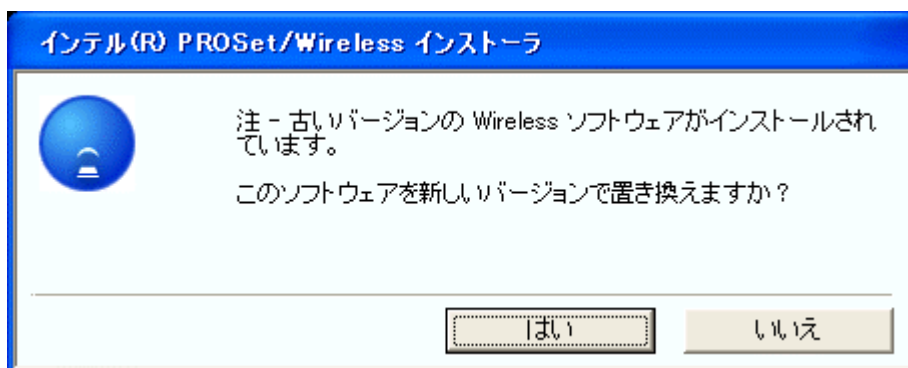 インテル(R) PROSet/Wireless インストーラ
注 - 古いバージョンの Wireless ソフトウェアがインストールされ
ています。
このソフトウェアを新しいバージョンで置き換えますか？
はい
いいえ